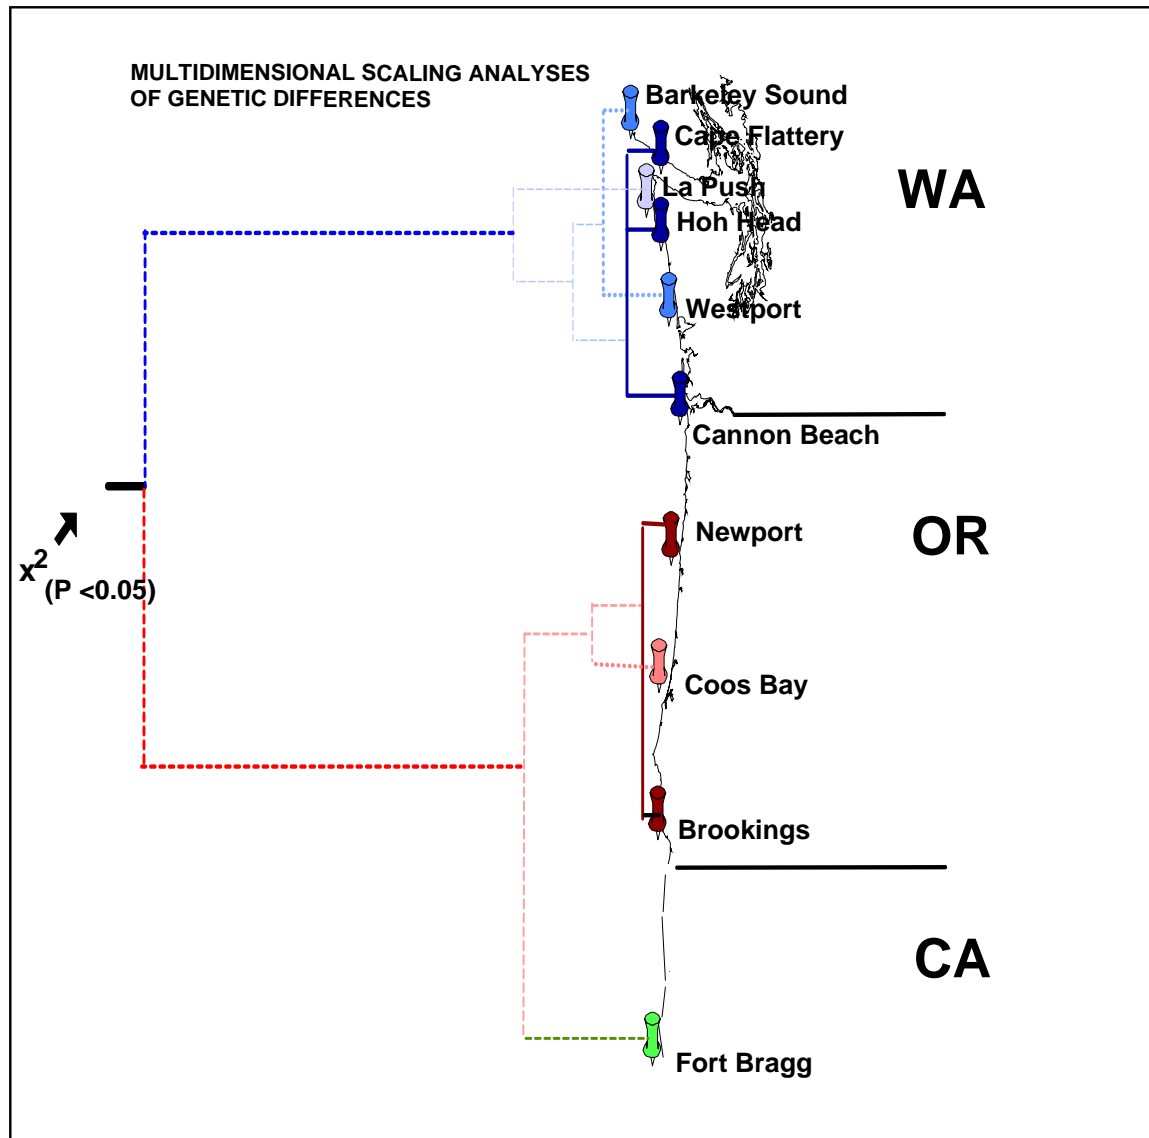 MULTIDIMENSIONAL SCALING ANALYSES
OF GENETIC DIFFERENCES
Barkeley Sound
Cape Flattery
La Push
Hoh Head
Westport
WA
Cannon Beach
Newport
OR
x²
(P <0.05)
Coos Bay
Brookings
CA
Fort Bragg